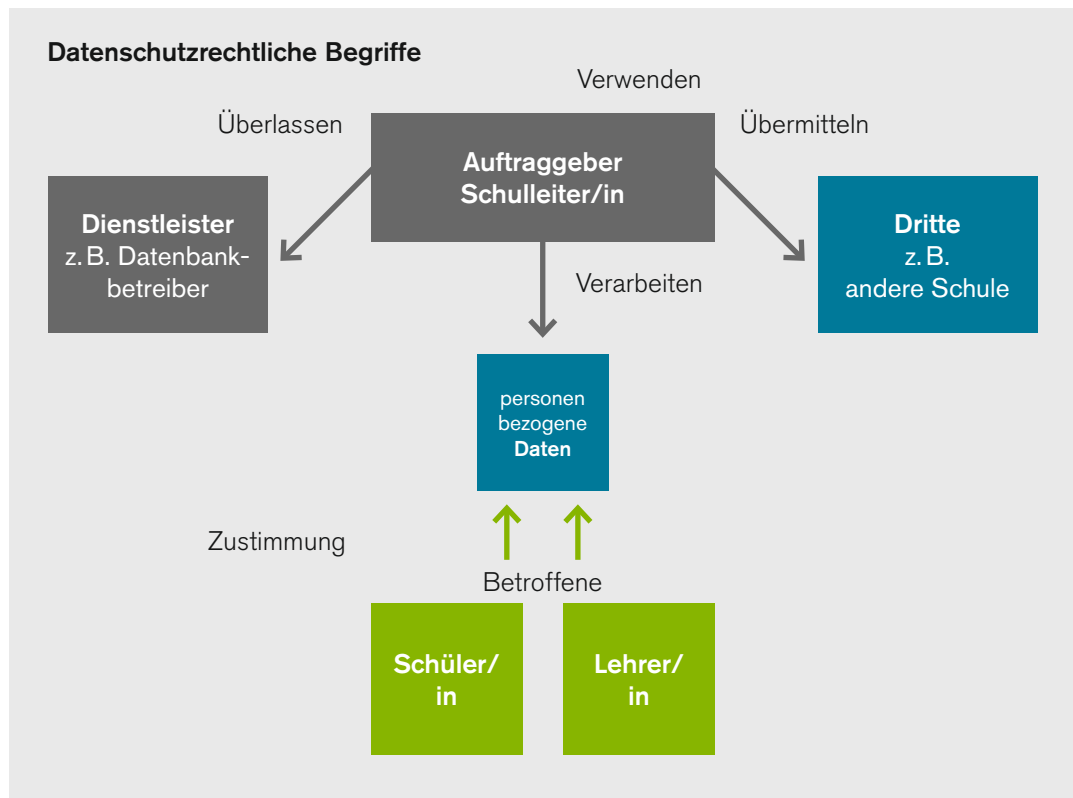 Datenschutzrechtliche Begriffe
Verwenden
Überlassen
Übermitteln
Auftraggeber
Schulleiter/in
Dienstleister
z. B. Datenbank-
betreiber
Dritte
z. B.
andere Schule
Verarbeiten
personen
bezogene
Daten
Zustimmung
Betroffene
Schüler/
in
Lehrer/
in